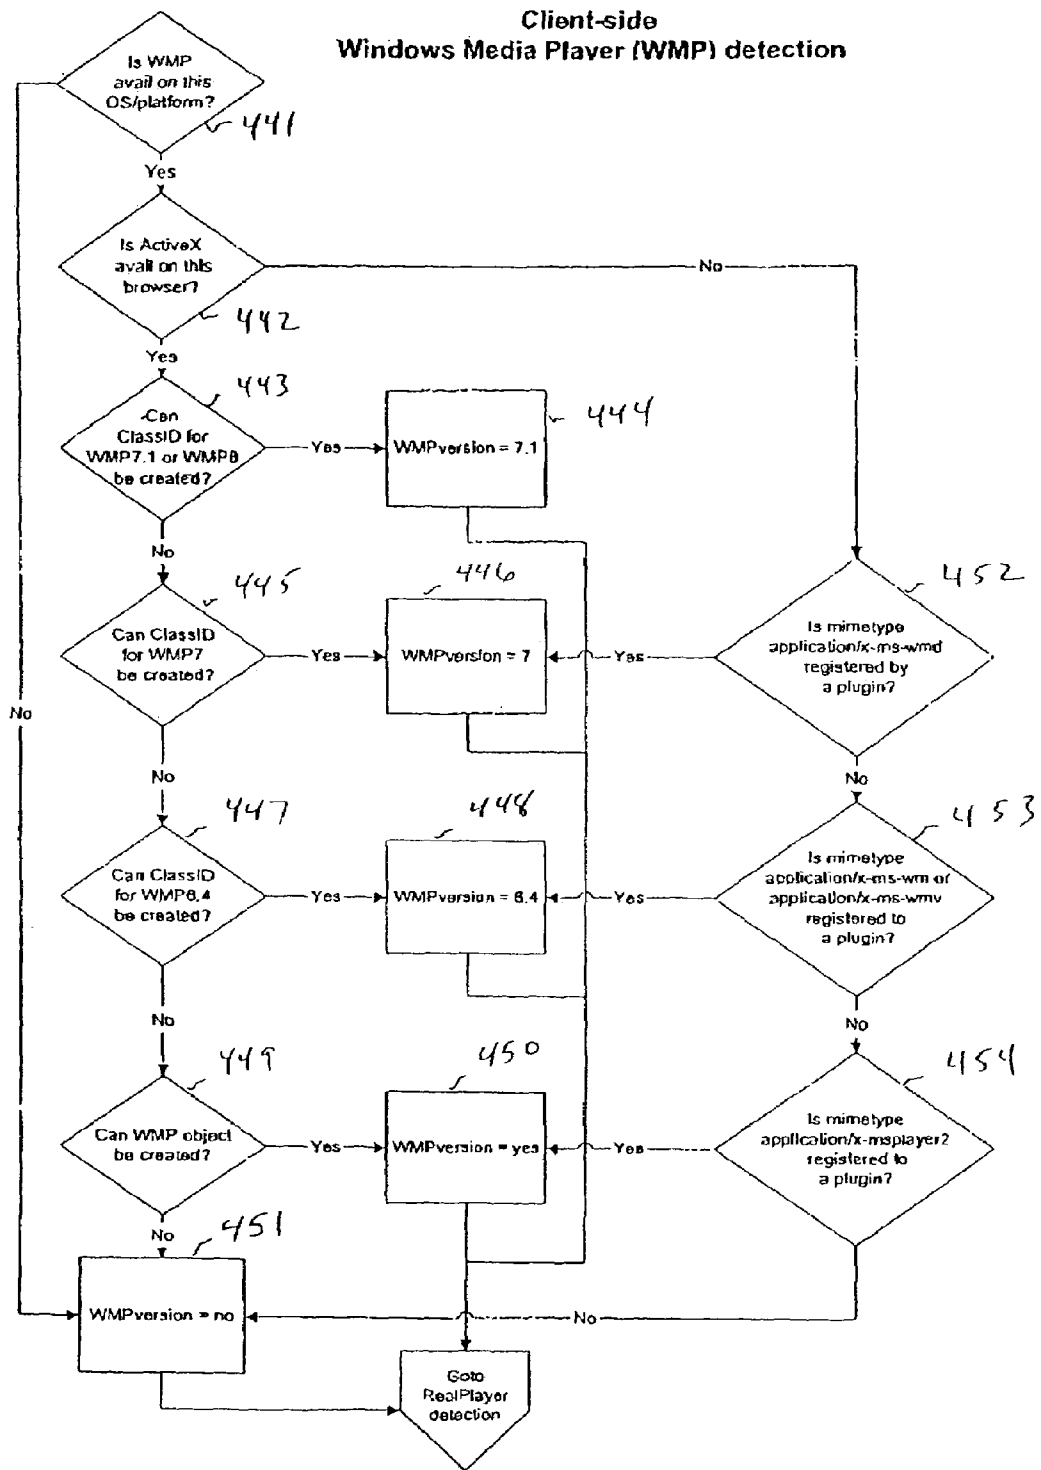 Client-side
Windows Media Player (WMP) detection
Is WMP
avail on this
OS/platform?
441
Yes
Is ActiveX
avail on this
browser?
No
442
Yes
443
Can
ClassID for
WMP7.1 or WMP8
be created?
Yes
WMPversion = 7.1
444
No
445
Can ClassID
for WMP7
be created?
Yes
446
WMPversion = 7
Yes
452
Is mimetype
application/x-ms-wmd
registered by
a plugin?
No
No
No
447
Can ClassID
for WMP6.4
be created?
Yes
448
WMPversion = 6.4
Yes
453
Is mimetype
application/x-ms-wm or
application/x-ms-wmv
registered to
a plugin?
No
No
449
Can WMP object
be created?
Yes
450
WMPversion = yes
Yes
454
Is mimetype
application/x-msplayer2
registered to
a plugin?
No
451
WMPversion = no
No
Goto
RealPlayer
detection